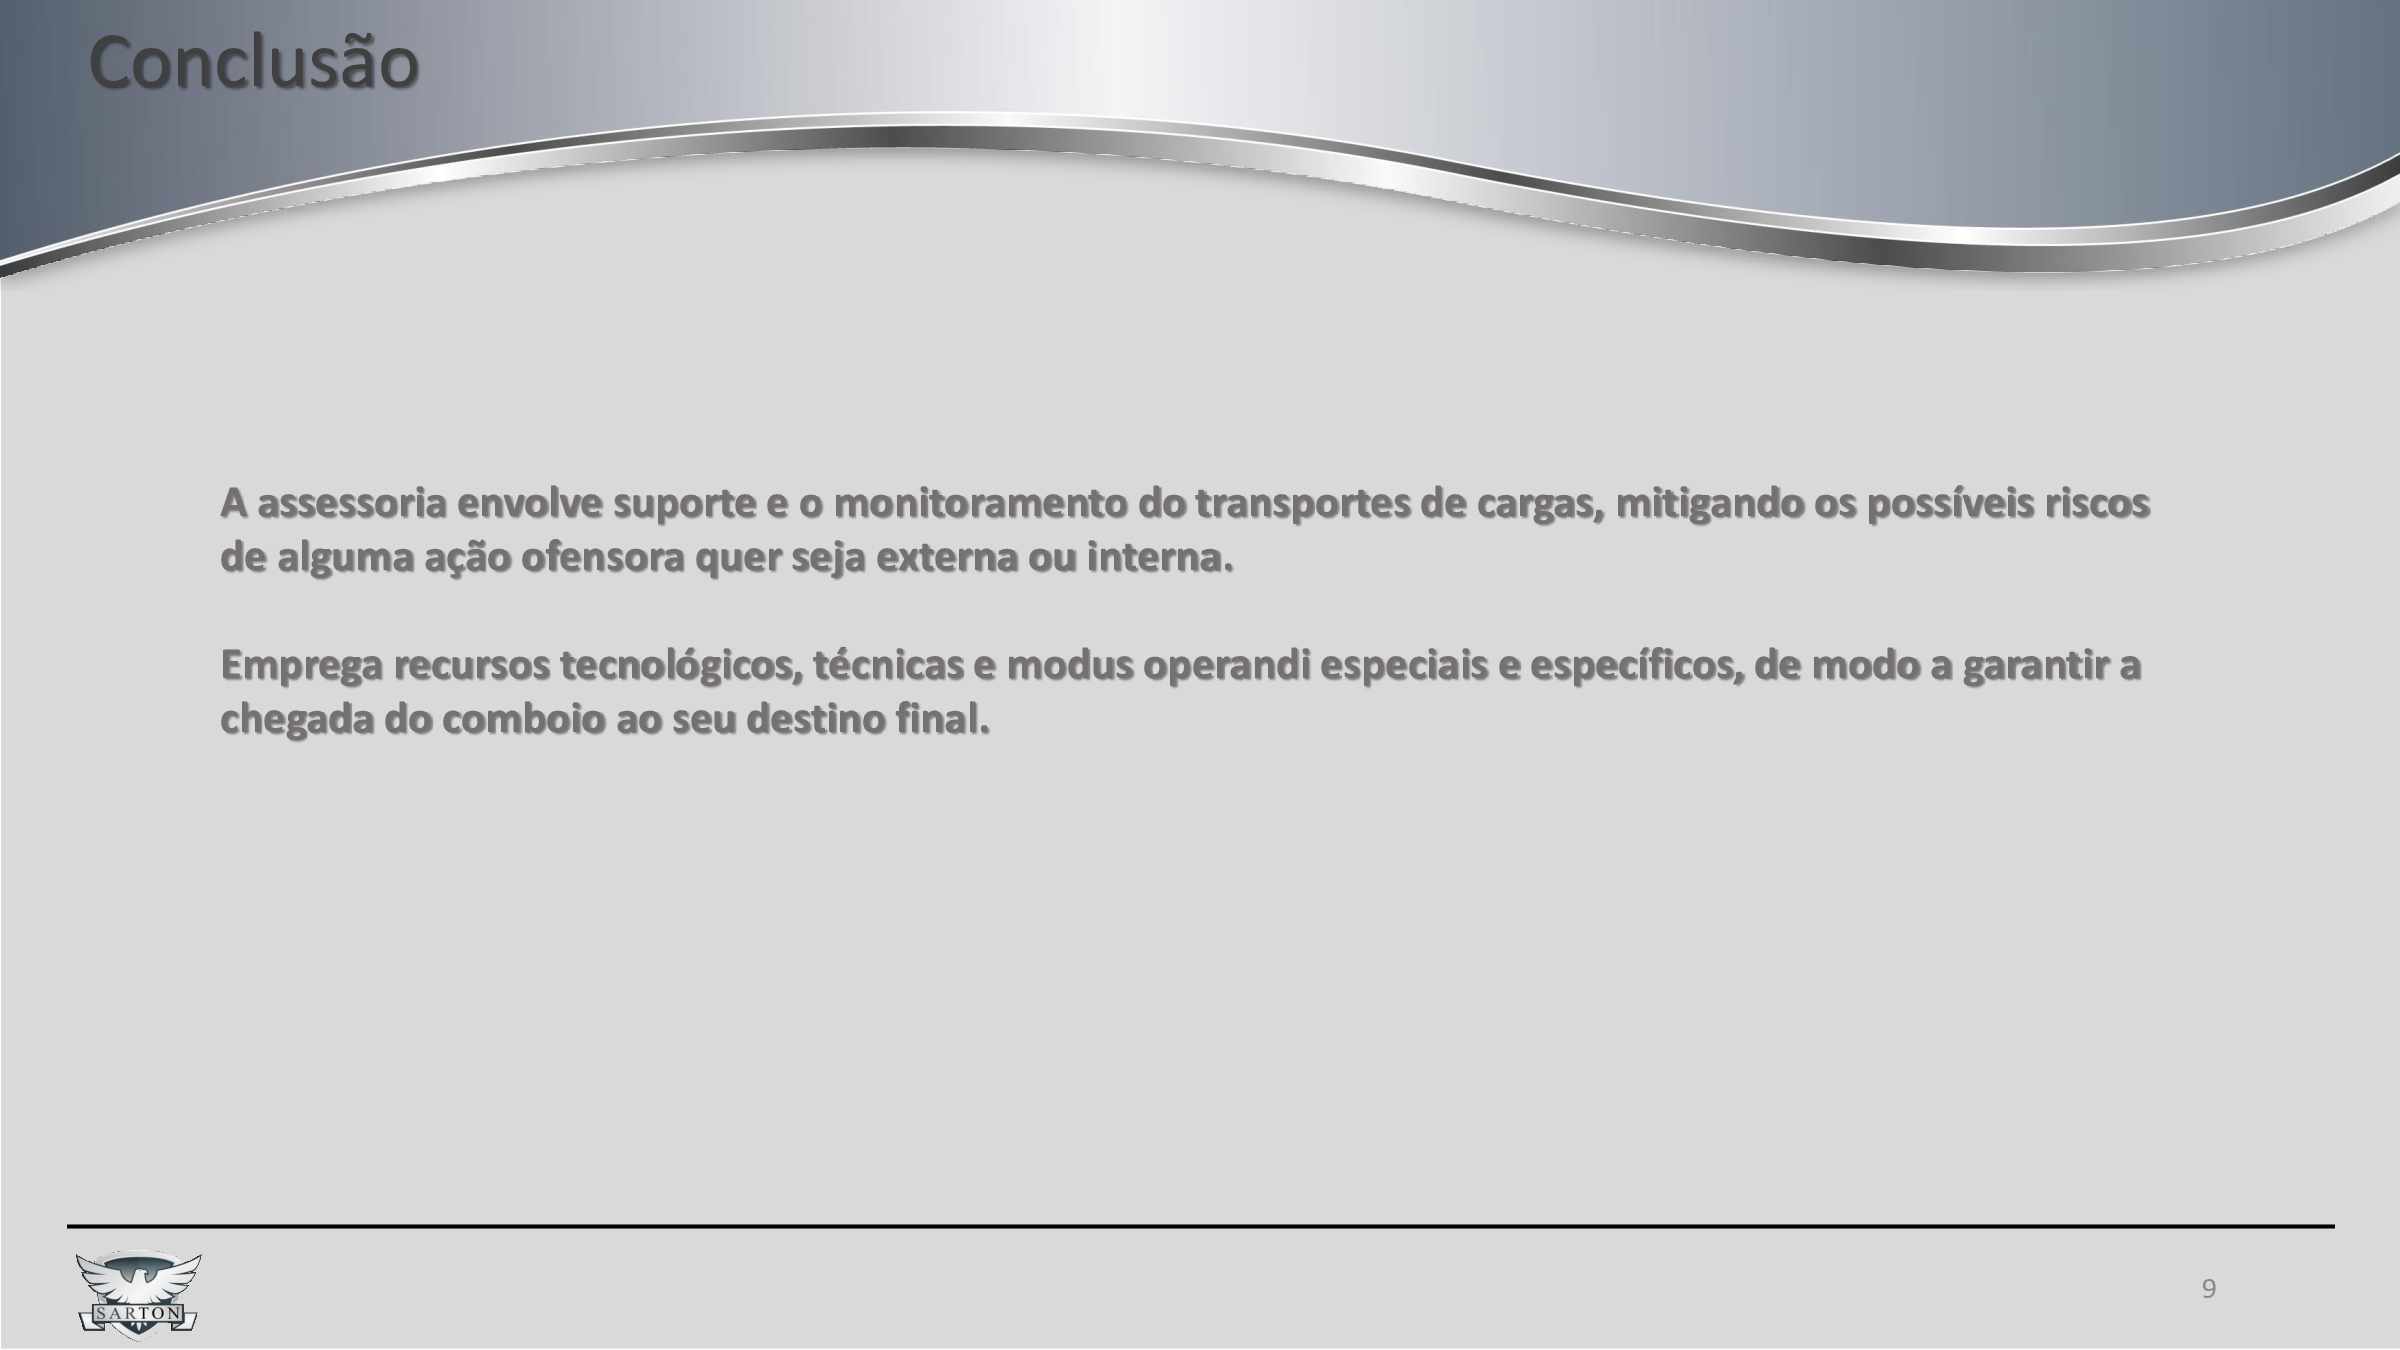 Conclusão
A assessoria envolve suporte e o monitoramento do transportes de cargas, mitigando os possíveis riscos
de alguma ação ofensora quer seja externa ou interna.
Emprega recursos tecnológicos, técnicas e modus operandi especiais e específicos, de modo a garantir a
chegada do comboio ao seu destino final.
SARTON
9